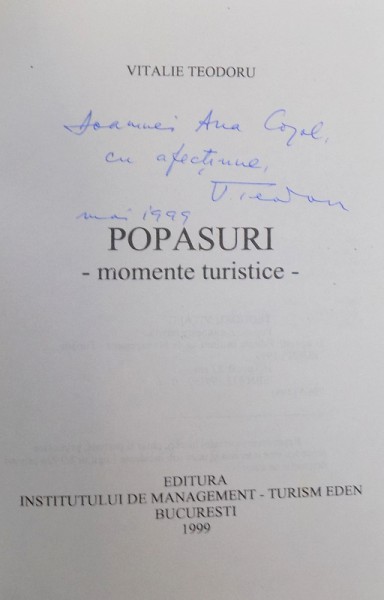 VITALIE TEODORU
Doamnei Ana Cozol,
cu afecțiune,
V. Teodoru
mai 1999
POPASURI
- momente turistice -
EDITURA
INSTITUTULUI DE MANAGEMENT - TURISM EDEN
BUCURESTI
1999